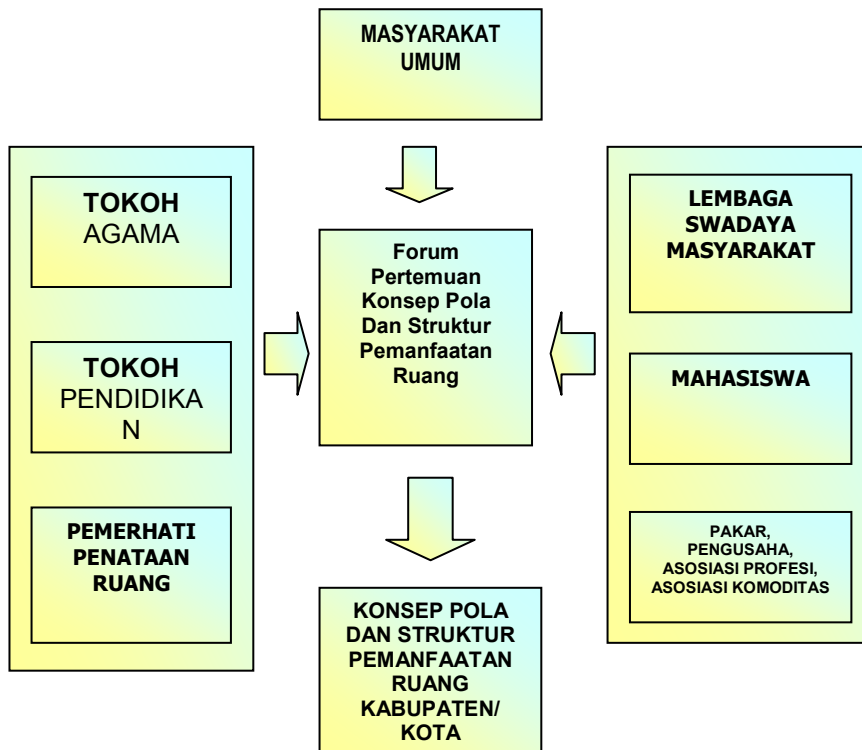 MASYARAKAT
UMUM
TOKOH
AGAMA
TOKOH
PENDIDIKA
N
PEMERHATI
PENATAAN
RUANG
Forum
Pertemuan
Konsep Pola
Dan Struktur
Pemanfaatan
Ruang
LEMBAGA
SWADAYA
MASYARAKAT
MAHASISWA
PAKAR,
PENGUSAHA,
ASOSIASI PROFESI,
ASOSIASI KOMODITAS
KONSEP POLA
DAN STRUKTUR
PEMANFAATAN
RUANG
KABUPATEN/
KOTA